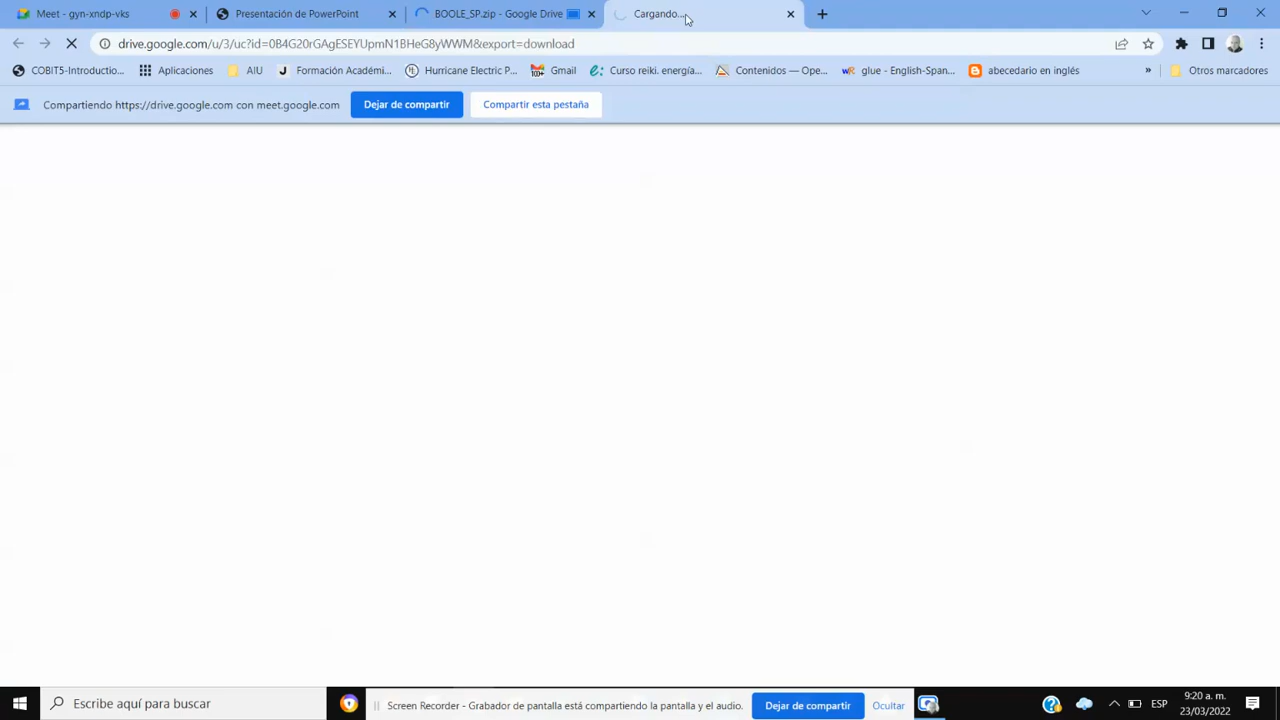 Meet - gyn-xndp-vks
Presentación de PowerPoint
BOOLE_SP.zip - Google Drive
Cargando...
drive.google.com/u/3/uc?id=0B4G20rGAgESEYUpmN1BHeG8yWWM&export=download
COBIT5-Introductio...
Aplicaciones
AIU
Formación Académi...
Hurricane Electric P...
Gmail
Curso reiki. energía...
Contenidos — Ope...
glue - English-Span...
abecedario en inglés
»
Otros marcadores
Compartiendo https://drive.google.com con meet.google.com
Dejar de compartir
Compartir esta pestaña
Escribe aquí para buscar
Screen Recorder - Grabador de pantalla está compartiendo la pantalla y el audio.
Dejar de compartir
Ocultar
ESP
9:20 a. m.
23/03/2022